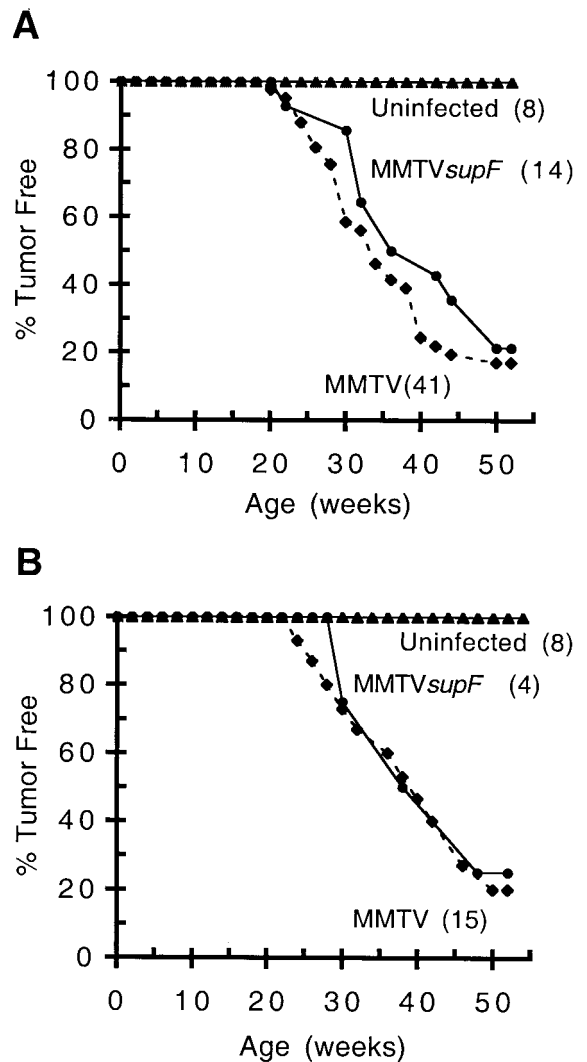 A
100
80
60
40
20
0
% Tumor Free
Uninfected (8)
MMTVsupF (14)
MMTV(41)
0 10 20 30 40 50
Age (weeks)
B
100
80
60
40
20
0
% Tumor Free
Uninfected (8)
MMTVsupF (4)
MMTV (15)
0 10 20 30 40 50
Age (weeks)